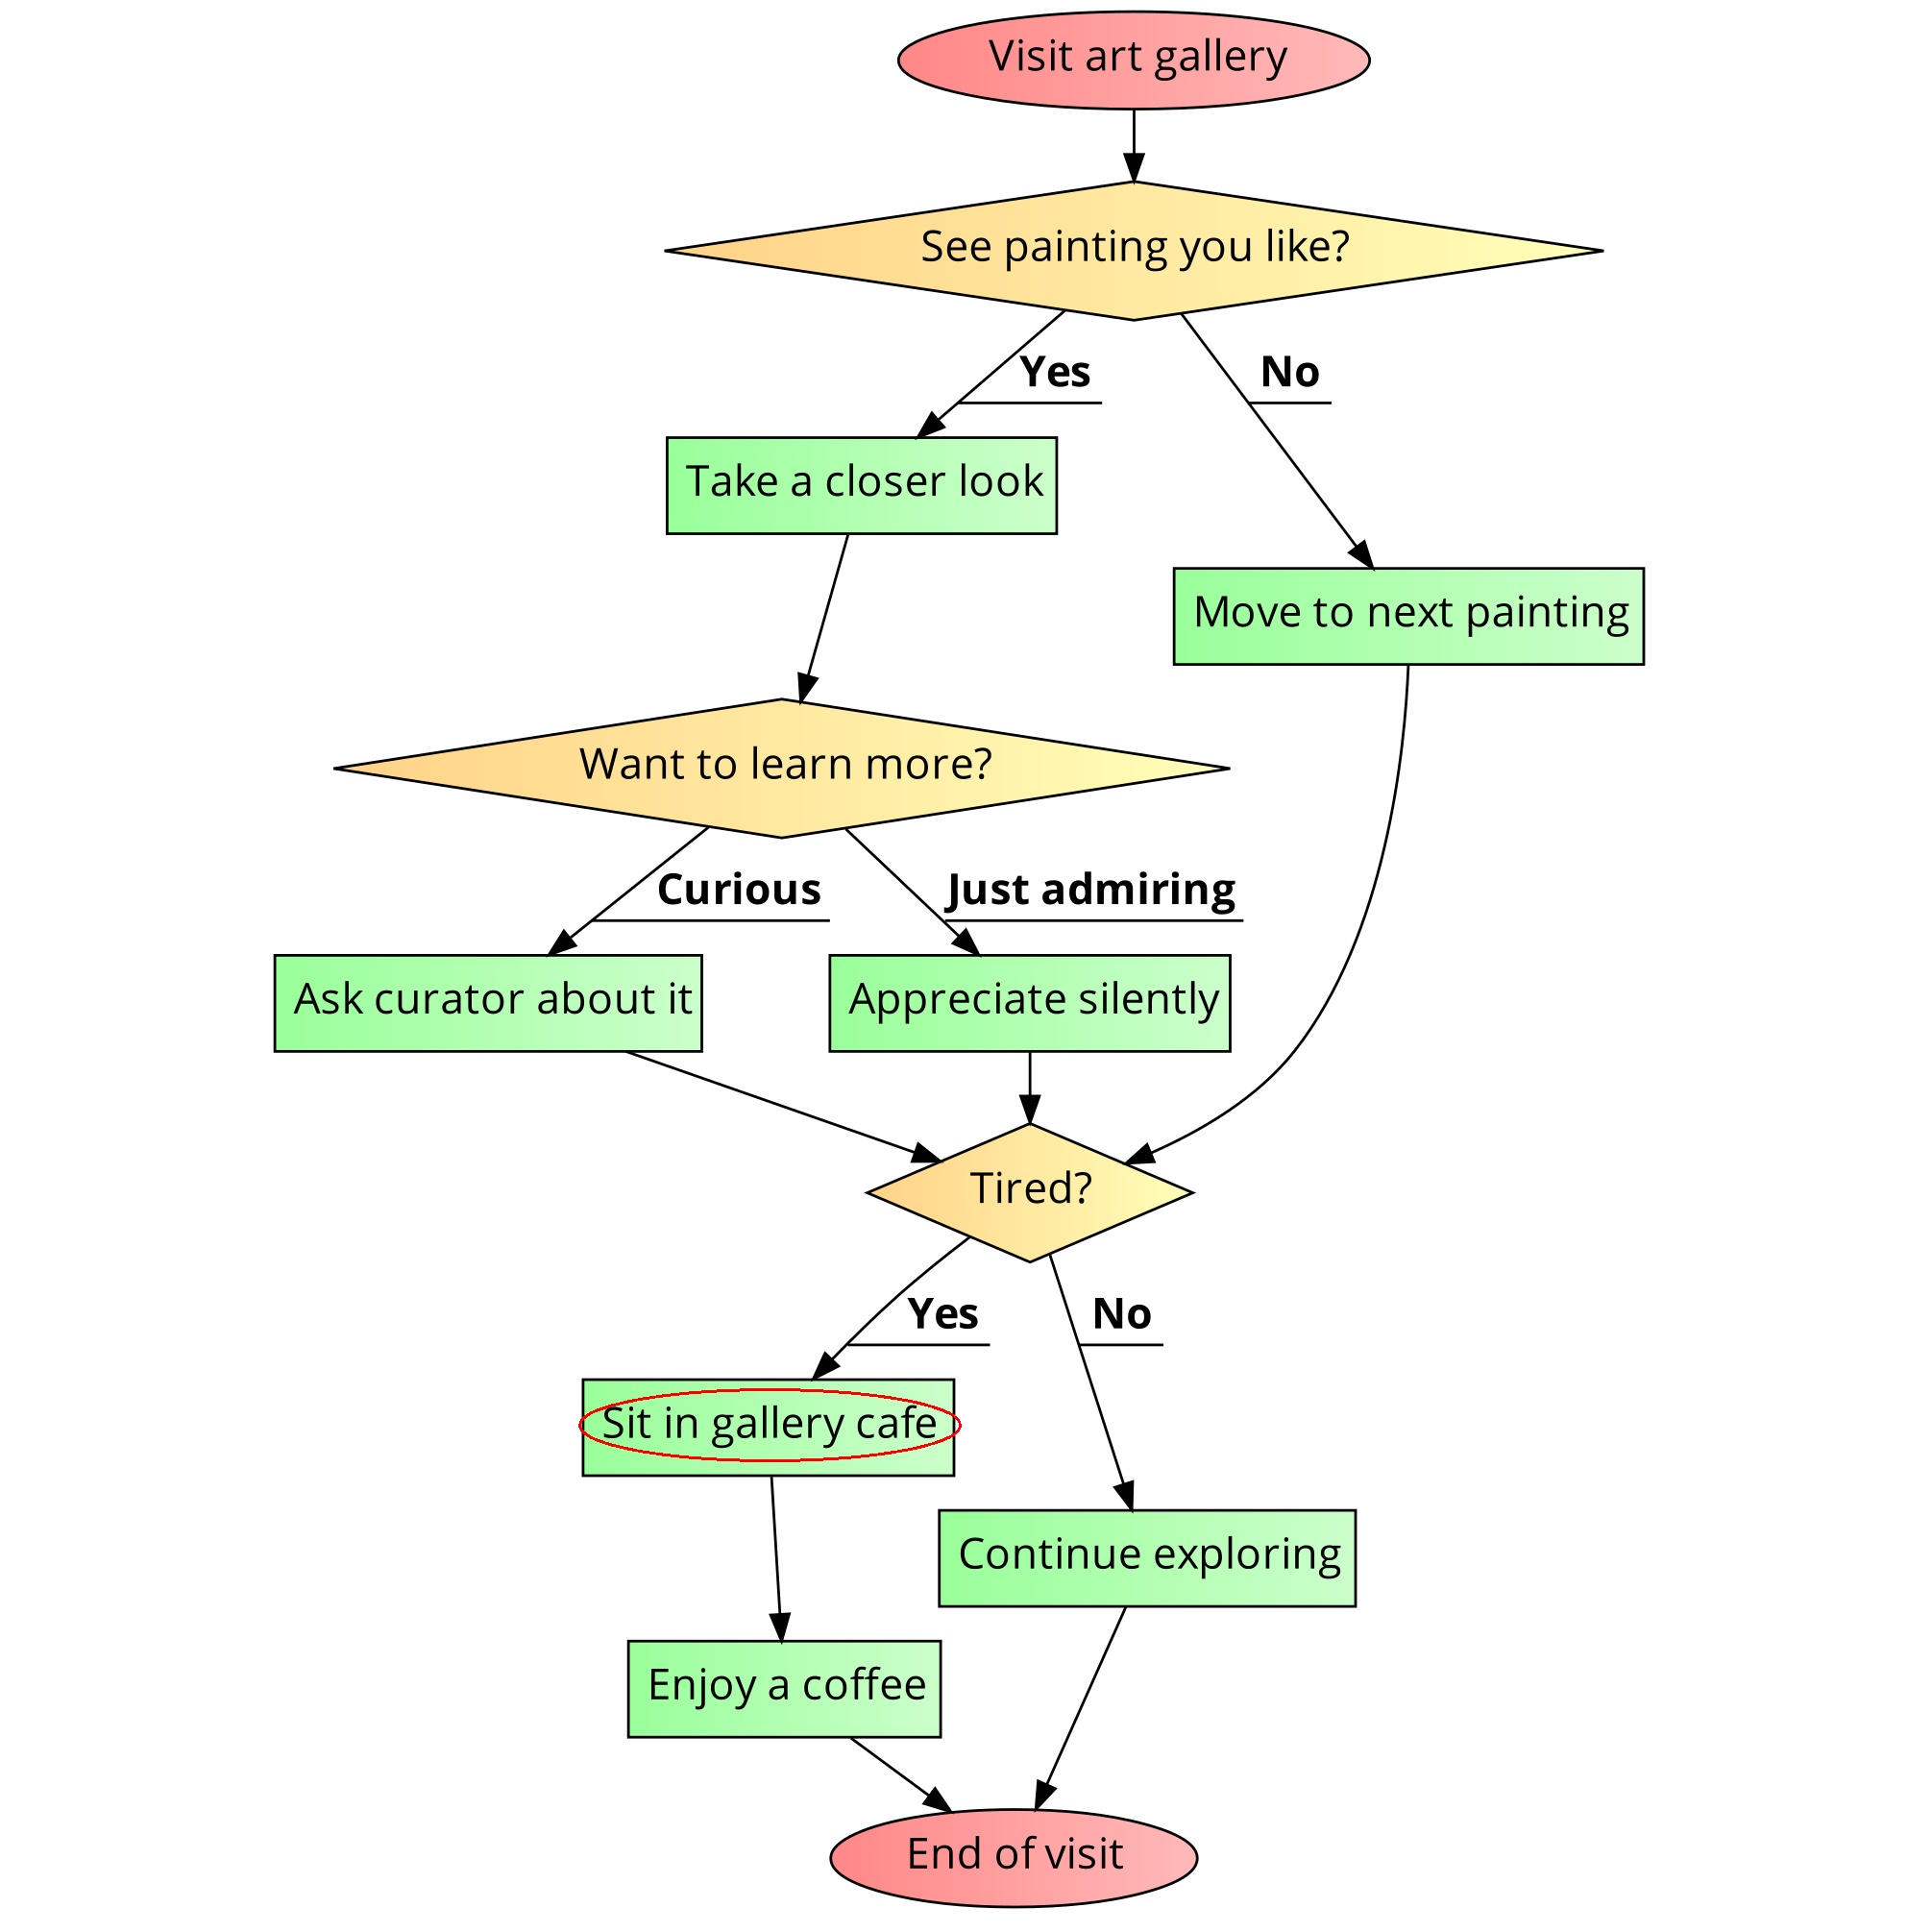 Visit art gallery
See painting you like?
Yes
No
Take a closer look
Move to next painting
Want to learn more?
Curious
Just admiring
Ask curator about it
Appreciate silently
Tired?
Yes
No
Sit in gallery cafe
Continue exploring
Enjoy a coffee
End of visit